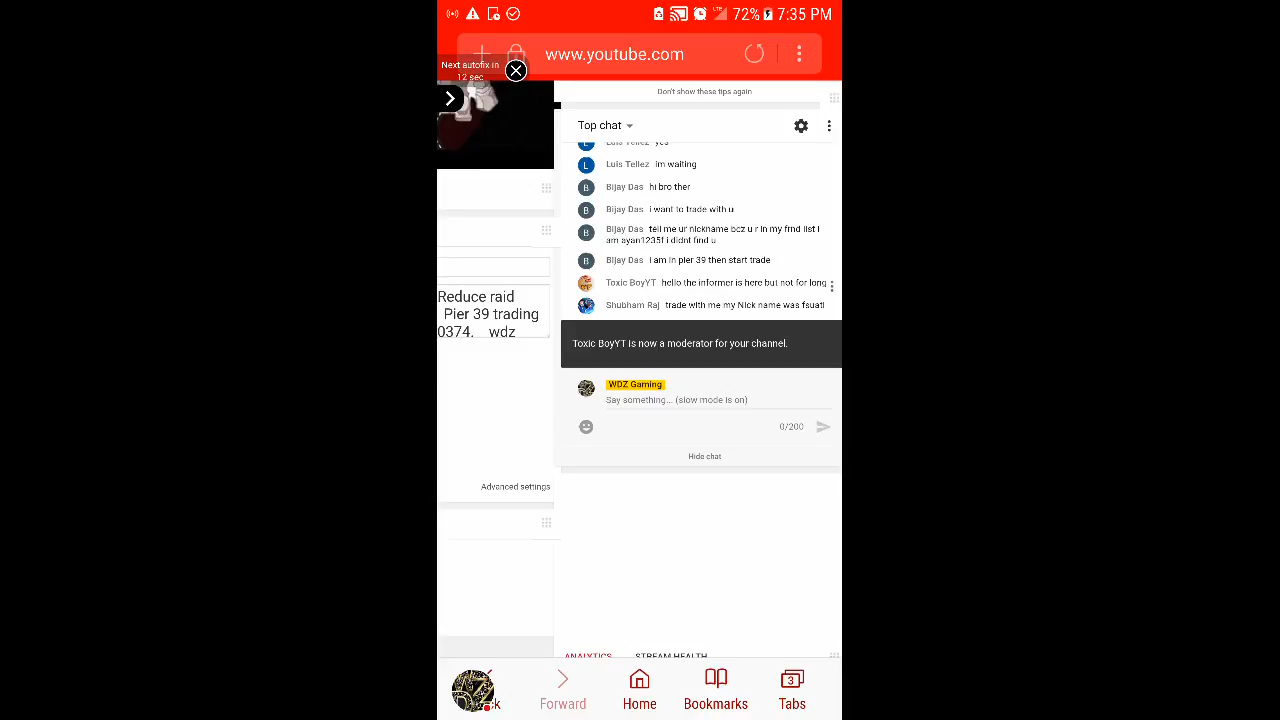 LTE
72%
7:35 PM
www.youtube.com
Next autofix in
12 sec
Don't show these tips again
Top chat
L Luis Tellez yes
L Luis Tellez im waiting
B Bijay Das hi bro ther
B Bijay Das i want to trade with u
B Bijay Das tell me ur nickname bcz u r in my frnd list i
am ayan1235f i didnt find u
B Bijay Das i am in pier 39 then start trade
Toxic BoyYT hello the informer is here but not for long
Shubham Raj trade with me my Nick name was fsuatl
Reduce raid
Pier 39 trading
0374. wdz
Toxic BoyYT is now a moderator for your channel.
WDZ Gaming
Say something... (slow mode is on)
0/200
Hide chat
Advanced settings
ANALYTICS STREAM HEALTH
Forward
Home
Bookmarks
3
Tabs